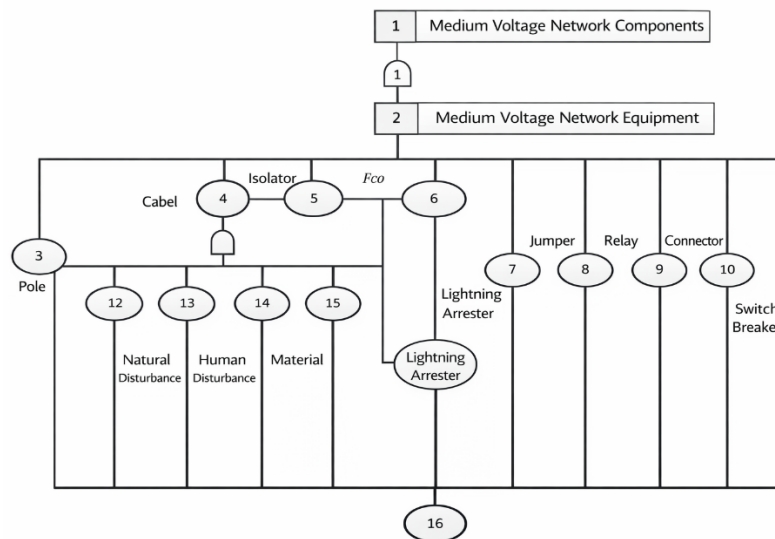 1 Medium Voltage Network Components
1
2 Medium Voltage Network Equipment
Isolator
Fco
Cabel
4
5
6
3
Pole
Jumper
Relay
Connector
7
8
9
10
12
13
14
15
Lightning
Arrester
Switch
Breake
Natural
Disturbance
Human
Disturbance
Material
Lightning
Arrester
16